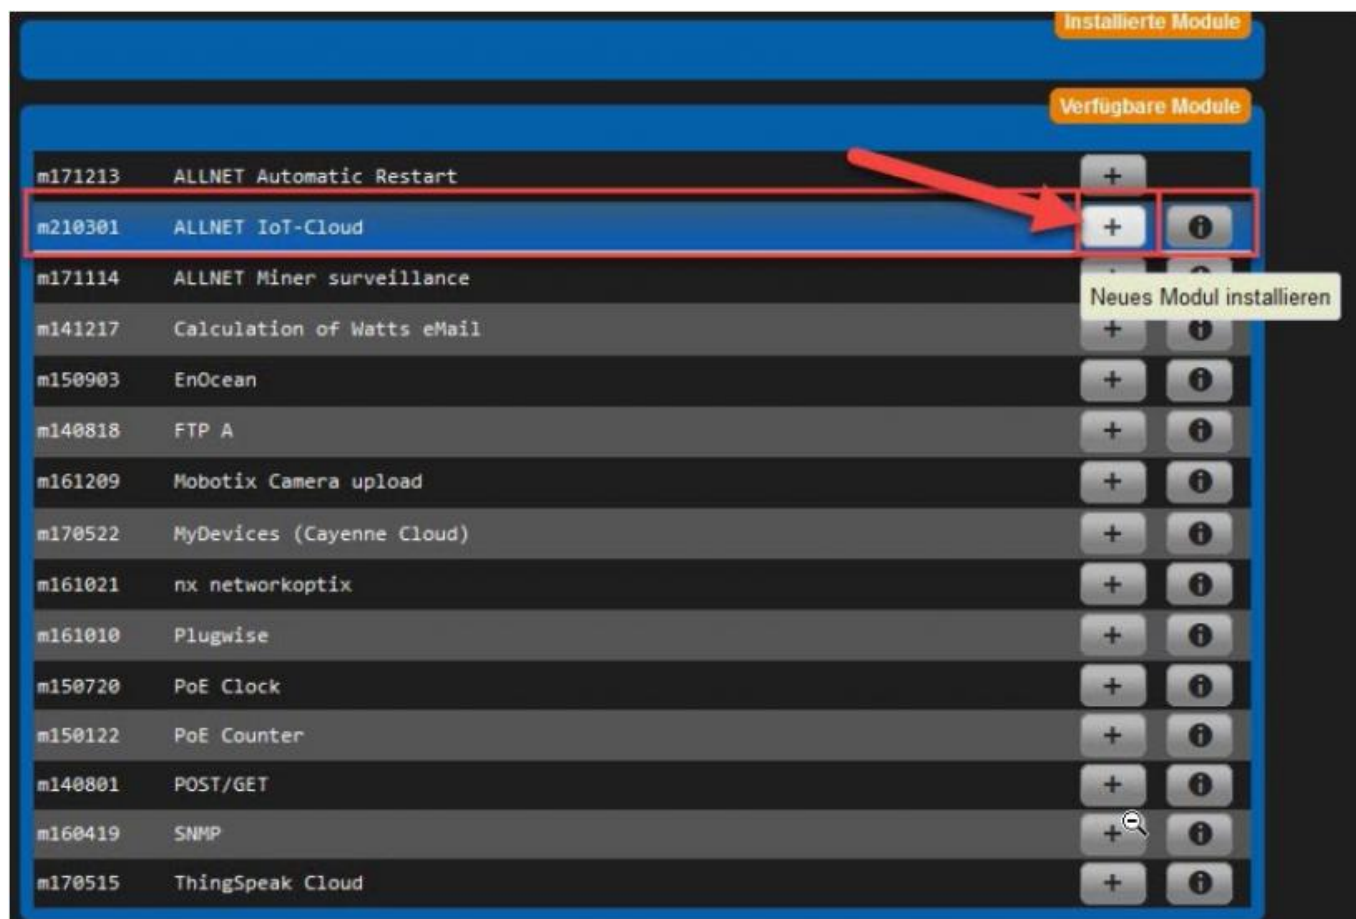 Installierte Module
Verfügbare Module
m171213 ALLNET Automatic Restart +
m210301 ALLNET IoT-Cloud + i
m171114 ALLNET Miner surveillance
Neues Modul installieren
m141217 Calculation of Watts eMail + i
m150903 EnOcean + i
m140818 FTP A + i
m161209 Mobotix Camera upload + i
m170522 MyDevices (Cayenne Cloud) + i
m161021 nx networkoptix + i
m161010 Plugwise + i
m150720 PoE Clock + i
m150122 PoE Counter + i
m140801 POST/GET + i
m160419 SNMP + i
m170515 ThingSpeak Cloud + i